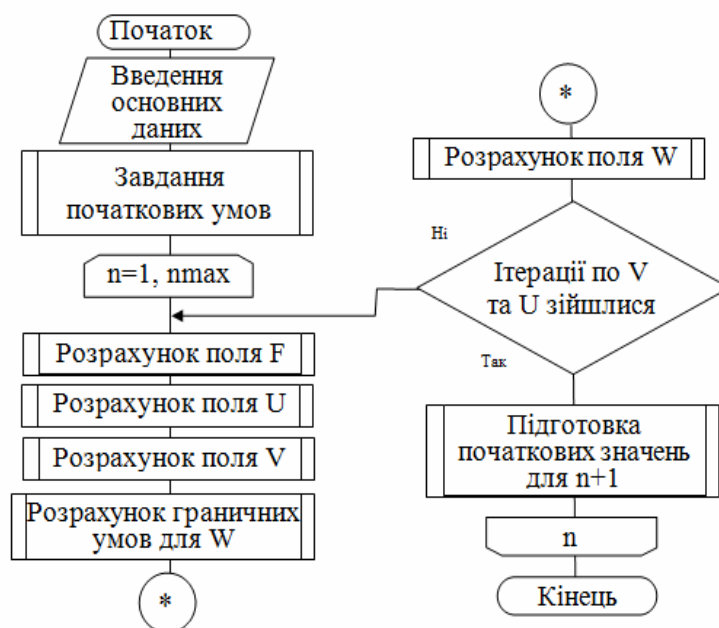 Початок
Введення
основних
даних
Завдання
початкових умов
n=1, nmax
Розрахунок поля F
Розрахунок поля U
Розрахунок поля V
Розрахунок граничних
умов для W
*
*
Розрахунок поля W
Ні
Ітерації по V
та U зійшлися
Так
Підготовка
початкових значень
для n+1
n
Кінець